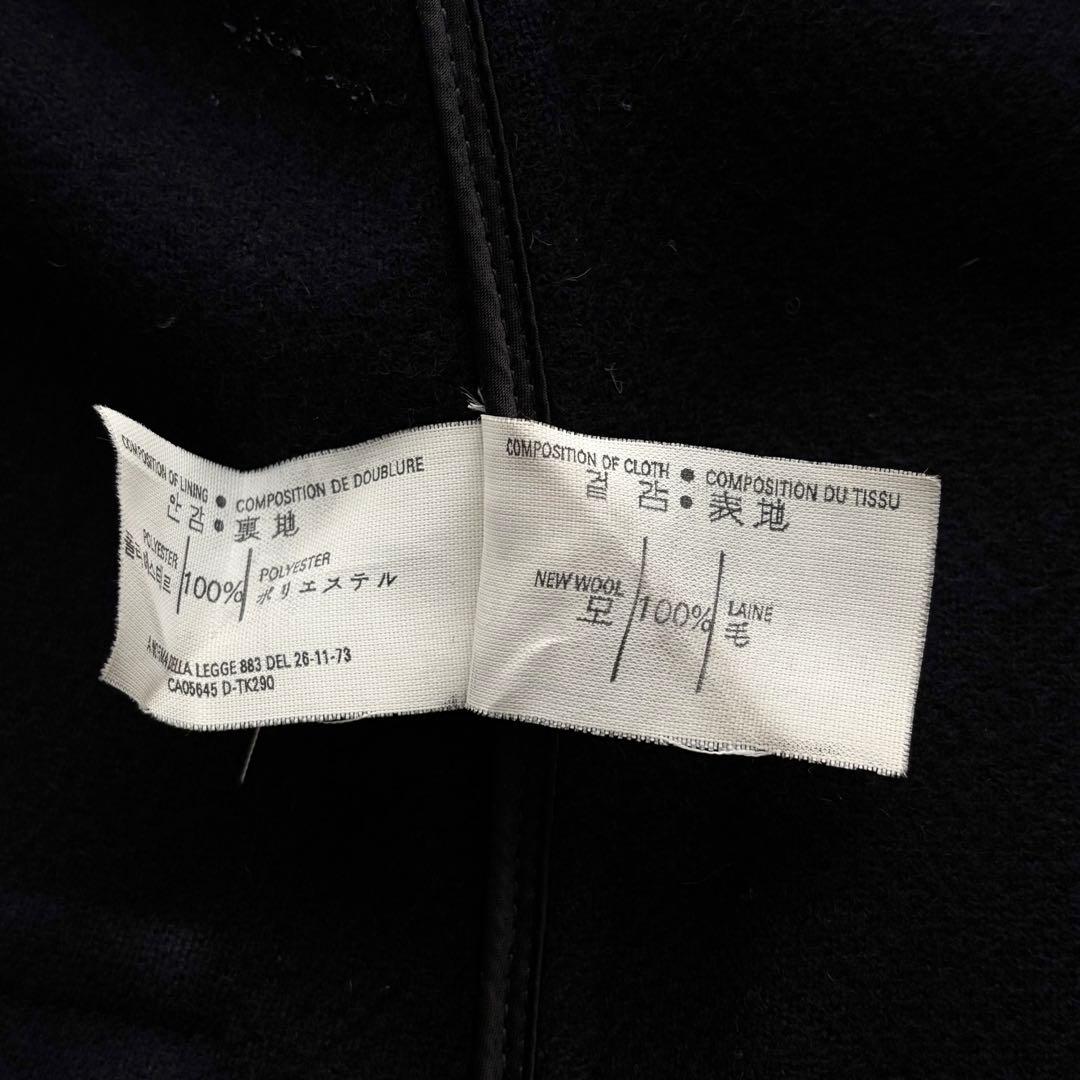 COMPOSITION OF LINING • COMPOSITION DE DOUBLURE
안 감 : 裏 地
POLYESTER / 100% / POLYESTER
폴리에스테르 ポリエステル
A NORMA DELLA LEGGE 883 DEL 26-11-73
CA05645 D-TK290
COMPOSITION OF CLOTH • COMPOSITION DU TISSU
겉 감 : 表 地
NEW WOOL / 100% / LAINE
모 毛